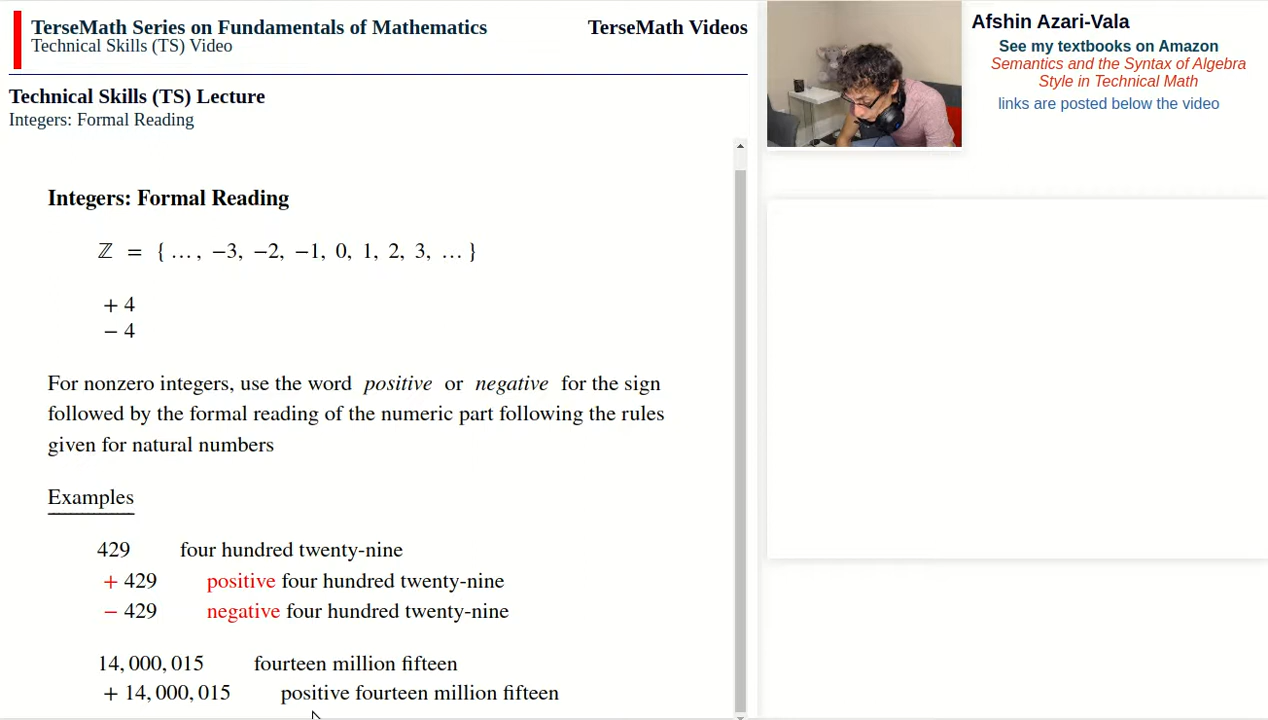 TerseMath Series on Fundamentals of Mathematics
Technical Skills (TS) Video
TerseMath Videos
Technical Skills (TS) Lecture
Integers: Formal Reading
Integers: Formal Reading
ℤ = { … , −3, −2, −1, 0, 1, 2, 3, … }
+ 4
− 4
For nonzero integers, use the word positive or negative for the sign
followed by the formal reading of the numeric part following the rules
given for natural numbers
Examples
429 four hundred twenty-nine
+ 429 positive four hundred twenty-nine
− 429 negative four hundred twenty-nine
14, 000, 015 fourteen million fifteen
+ 14, 000, 015 positive fourteen million fifteen
Afshin Azari-Vala
See my textbooks on Amazon
Semantics and the Syntax of Algebra
Style in Technical Math
links are posted below the video